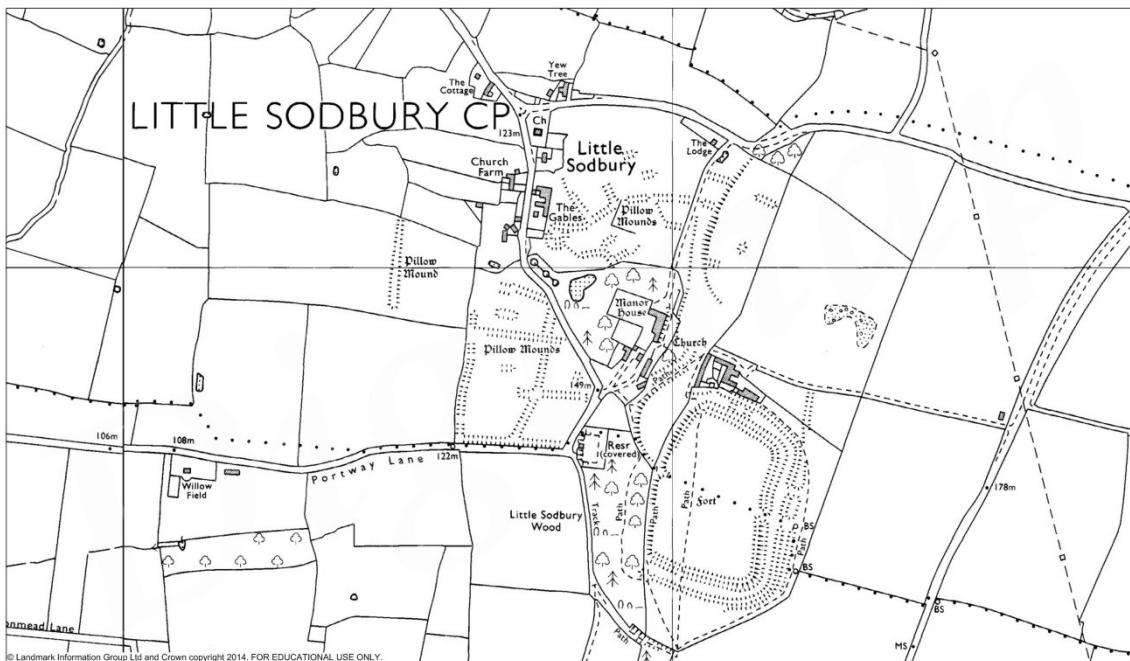 Yew
Tree
The
Cottage
LITTLE SODBURY CP
Ch
123m
Little
Sodbury
The
Lodge
Church
Farm
The
Gables
Pillow
Mounds
Pillow
Mound
Manor
House
Pillow Mounds
Church
Path
149m
106m
108m
122m
Portway Lane
Resr
(covered)
Willow
Field
Little Sodbury
Wood
Track
Path
Path
Path
Fort
Path
178m
BS
BS
BS
MS
Path
onmead Lane
© Landmark Information Group Ltd and Crown copyright 2014. FOR EDUCATIONAL USE ONLY.